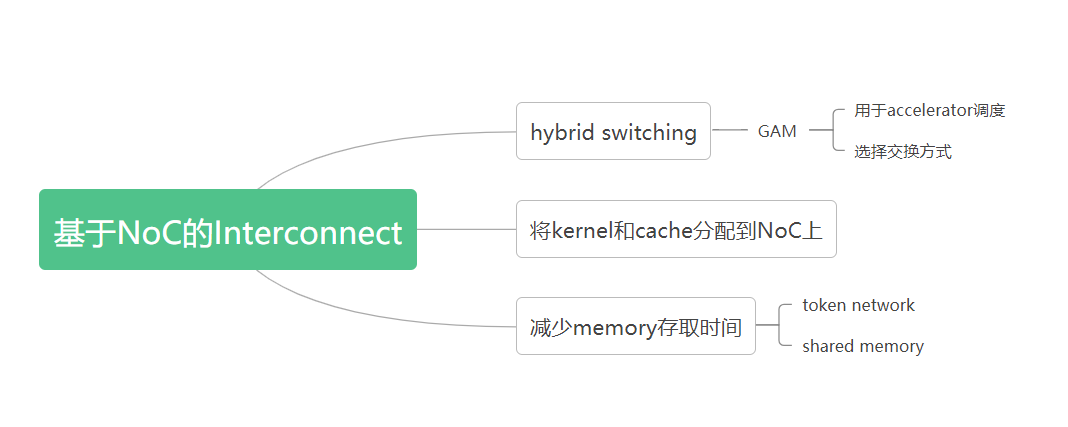 基于NoC的Interconnect
hybrid switching
GAM
用于accelerator调度
选择交换方式
将kernel和cache分配到NoC上
减少memory存取时间
token network
shared memory